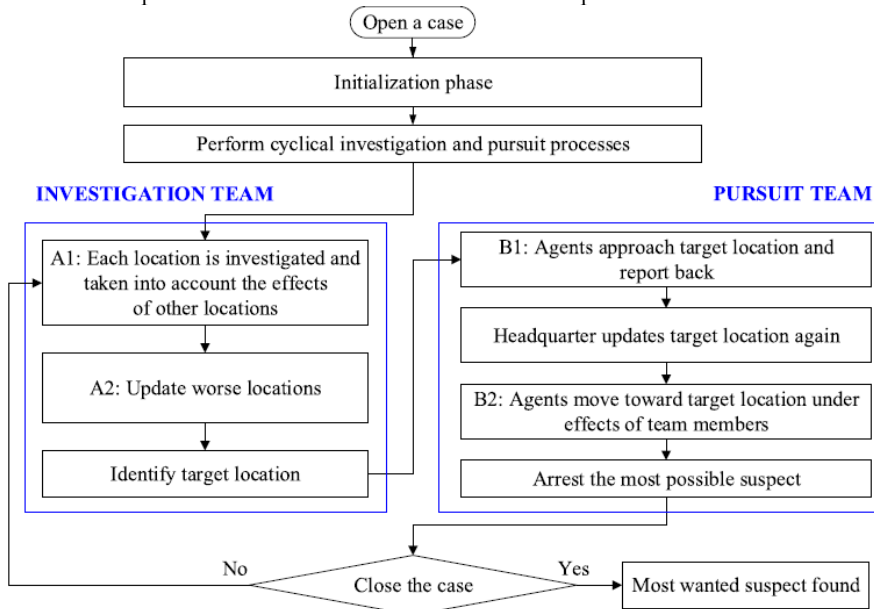 Open a case
Initialization phase
Perform cyclical investigation and pursuit processes
INVESTIGATION TEAM
A1: Each location is investigated and
taken into account the effects
of other locations
A2: Update worse locations
Identify target location
PURSUIT TEAM
B1: Agents approach target location and
report back
Headquarter updates target location again
B2: Agents move toward target location under
effects of team members
Arrest the most possible suspect
No
Close the case
Yes
Most wanted suspect found